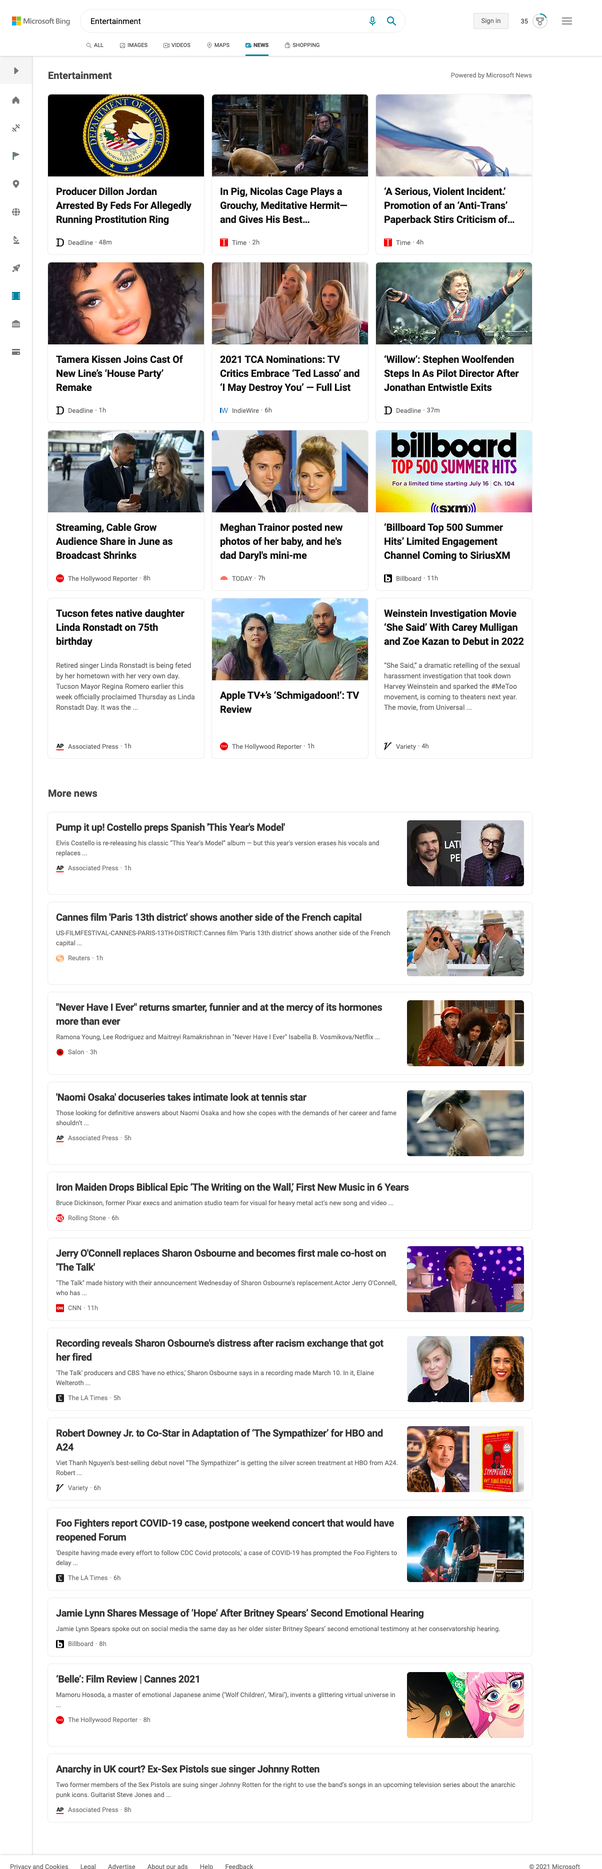 Microsoft Bing
Entertainment
Sign in
35
ALL
IMAGES
VIDEOS
MAPS
NEWS
SHOPPING
Entertainment
Powered by Microsoft News
DEPARTMENT OF JUSTICE
Producer Dillon Jordan
Arrested By Feds For Allegedly
Running Prostitution Ring
Deadline · 48m
In Pig, Nicolas Cage Plays a
Grouchy, Meditative Hermit—
and Gives His Best...
Time · 2h
'A Serious, Violent Incident.'
Promotion of an 'Anti-Trans'
Paperback Stirs Criticism of...
Time · 4h
Tamera Kissen Joins Cast Of
New Line's 'House Party'
Remake
Deadline · 1h
2021 TCA Nominations: TV
Critics Embrace 'Ted Lasso' and
'I May Destroy You' — Full List
IW
IndieWire · 6h
'Willow': Stephen Woolfenden
Steps In As Pilot Director After
Jonathan Entwistle Exits
Deadline · 37m
Streaming, Cable Grow
Audience Share in June as
Broadcast Shrinks
The Hollywood Reporter · 8h
Meghan Trainor posted new
photos of her baby, and he's
dad Daryl's mini-me
TODAY · 7h
billboard
TOP 500 SUMMER HITS
For a limited time starting July 16 | Ch. 104
((sxm))
'Billboard Top 500 Summer
Hits' Limited Engagement
Channel Coming to SiriusXM
Billboard · 11h
Tucson fetes native daughter
Linda Ronstadt on 75th
birthday
Retired singer Linda Ronstadt is being feted
by her hometown with her very own day.
Tucson Mayor Regina Romero earlier this
week officially proclaimed Thursday as Linda
Ronstadt Day. It was the ...
AP
Associated Press · 1h
Apple TV+'s 'Schmigadoon!': TV
Review
The Hollywood Reporter · 1h
Weinstein Investigation Movie
'She Said' With Carey Mulligan
and Zoe Kazan to Debut in 2022
"She Said," a dramatic retelling of the sexual
harassment investigation that took down
Harvey Weinstein and sparked the #MeToo
movement, is coming to theaters next year.
The movie, from Universal ...
Variety · 4h
More news
Pump it up! Costello preps Spanish 'This Year's Model'
Elvis Costello is re-releasing his classic "This Year's Model" album — but this year's version erases his vocals and
replaces ...
AP
Associated Press · 1h
Cannes film 'Paris 13th district' shows another side of the French capital
US-FILMFESTIVAL-CANNES-PARIS-13TH-DISTRICT:Cannes film 'Paris 13th district' shows another side of the French
capital ...
Reuters · 1h
"Never Have I Ever" returns smarter, funnier and at the mercy of its hormones
more than ever
Ramona Young, Lee Rodriguez and Maitreyi Ramakrishnan in "Never Have I Ever" Isabella B. Vosmikova/Netflix ...
Salon · 3h
'Naomi Osaka' docuseries takes intimate look at tennis star
Those looking for definitive answers about Naomi Osaka and how she copes with the demands of her career and fame
shouldn't ...
AP
Associated Press · 5h
Iron Maiden Drops Biblical Epic 'The Writing on the Wall,' First New Music in 6 Years
Bruce Dickinson, former Pixar execs and animation studio team for visual for heavy metal act's new song and video ...
Rolling Stone · 6h
Jerry O'Connell replaces Sharon Osbourne and becomes first male co-host on
'The Talk'
"The Talk" made history with their announcement Wednesday of Sharon Osbourne's replacement.Actor Jerry O'Connell,
who has ...
CNN · 11h
Recording reveals Sharon Osbourne's distress after racism exchange that got
her fired
'The Talk' producers and CBS 'have no ethics,' Sharon Osbourne says in a recording made March 10. In it, Elaine
Welteroth ...
The LA Times · 5h
Robert Downey Jr. to Co-Star in Adaptation of 'The Sympathizer' for HBO and
A24
Viet Thanh Nguyen's best-selling debut novel "The Sympathizer" is getting the silver screen treatment at HBO from A24.
Robert ...
Variety · 6h
Foo Fighters report COVID-19 case, postpone weekend concert that would have
reopened Forum
'Despite having made every effort to follow CDC Covid protocols,' a case of COVID-19 has prompted the Foo Fighters to
delay ...
The LA Times · 6h
Jamie Lynn Shares Message of 'Hope' After Britney Spears' Second Emotional Hearing
Jamie Lynn Spears spoke out on social media the same day as her older sister Britney Spears' second emotional testimony at her conservatorship hearing.
Billboard · 8h
'Belle': Film Review | Cannes 2021
Mamoru Hosoda, a master of emotional Japanese anime ('Wolf Children', 'Mirai'), invents a glittering virtual universe in
...
The Hollywood Reporter · 8h
Anarchy in UK court? Ex-Sex Pistols sue singer Johnny Rotten
Two former members of the Sex Pistols are suing singer Johnny Rotten for the right to use the band's songs in an upcoming television series about the anarchic
punk icons. Guitarist Steve Jones and ...
AP
Associated Press · 8h
Privacy and Cookies
Legal
Advertise
About our ads
Help
Feedback
© 2021 Microsoft